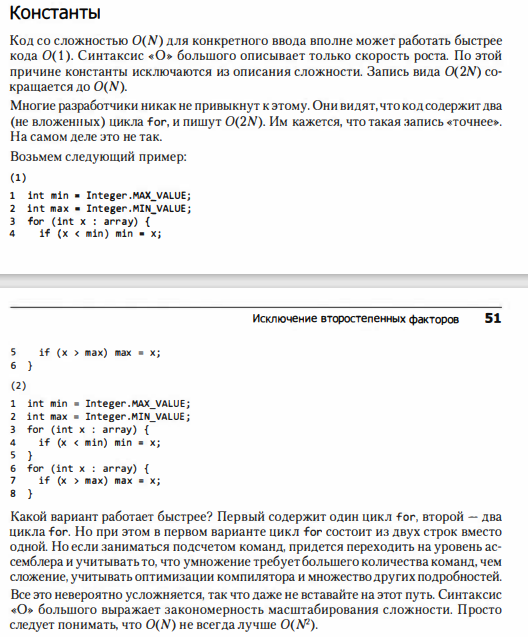 Константы
Код со сложностью O(N) для конкретного ввода вполне может работать быстрее
кода O(1). Синтаксис «О» большого описывает только скорость роста. По этой
причине константы исключаются из описания сложности. Запись вида O(2N) со-
кращается до O(N).
Многие разработчики никак не привыкнут к этому. Они видят, что код содержит два
(не вложенных) цикла for, и пишут O(2N). Им кажется, что такая запись «точнее».
На самом деле это не так.
Возьмем следующий пример:
(1)
1 int min = Integer.MAX_VALUE;
2 int max = Integer.MIN_VALUE;
3 for (int x : array) {
4 if (x < min) min = x;
Исключение второстепенных факторов 51
5 if (x > max) max = x;
6 }
(2)
1 int min = Integer.MAX_VALUE;
2 int max = Integer.MIN_VALUE;
3 for (int x : array) {
4 if (x < min) min = x;
5 }
6 for (int x : array) {
7 if (x > max) max = x;
8 }
Какой вариант работает быстрее? Первый содержит один цикл for, второй — два
цикла for. Но при этом в первом варианте цикл for состоит из двух строк вместо
одной. Но если заниматься подсчетом команд, придется переходить на уровень ас-
семблера и учитывать то, что умножение требует большего количества команд, чем
сложение, учитывать оптимизации компилятора и множество других подробностей.
Все это невероятно усложняется, так что даже не вставайте на этот путь. Синтаксис
«О» большого выражает закономерность масштабирования сложности. Просто
следует понимать, что O(N) не всегда лучше O(N²).